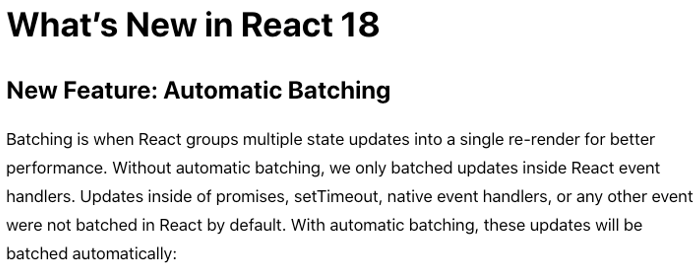 What’s New in React 18
New Feature: Automatic Batching
Batching is when React groups multiple state updates into a single re-render for better
performance. Without automatic batching, we only batched updates inside React event
handlers. Updates inside of promises, setTimeout, native event handlers, or any other event
were not batched in React by default. With automatic batching, these updates will be
batched automatically: